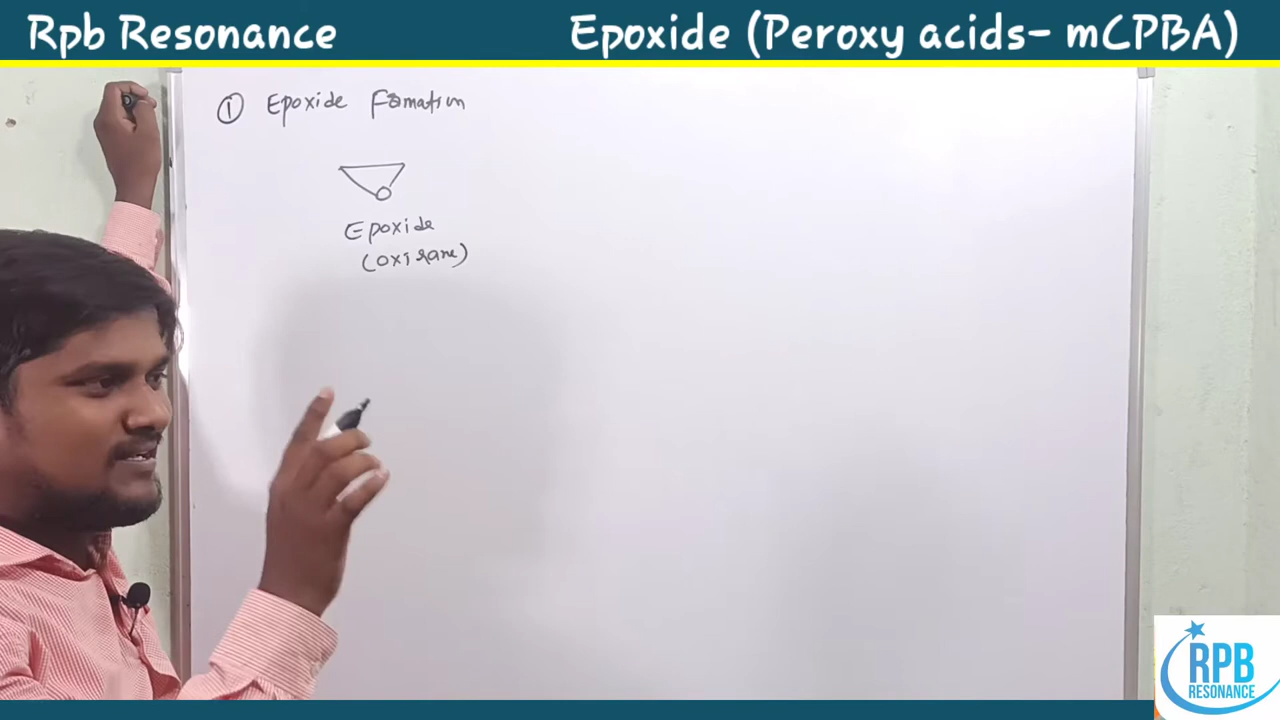 Rpb Resonance
Epoxide (Peroxy acids- mCPBA)
① Epoxide Formation
O
Epoxide
(oxirane)
RPB
RESONANCE